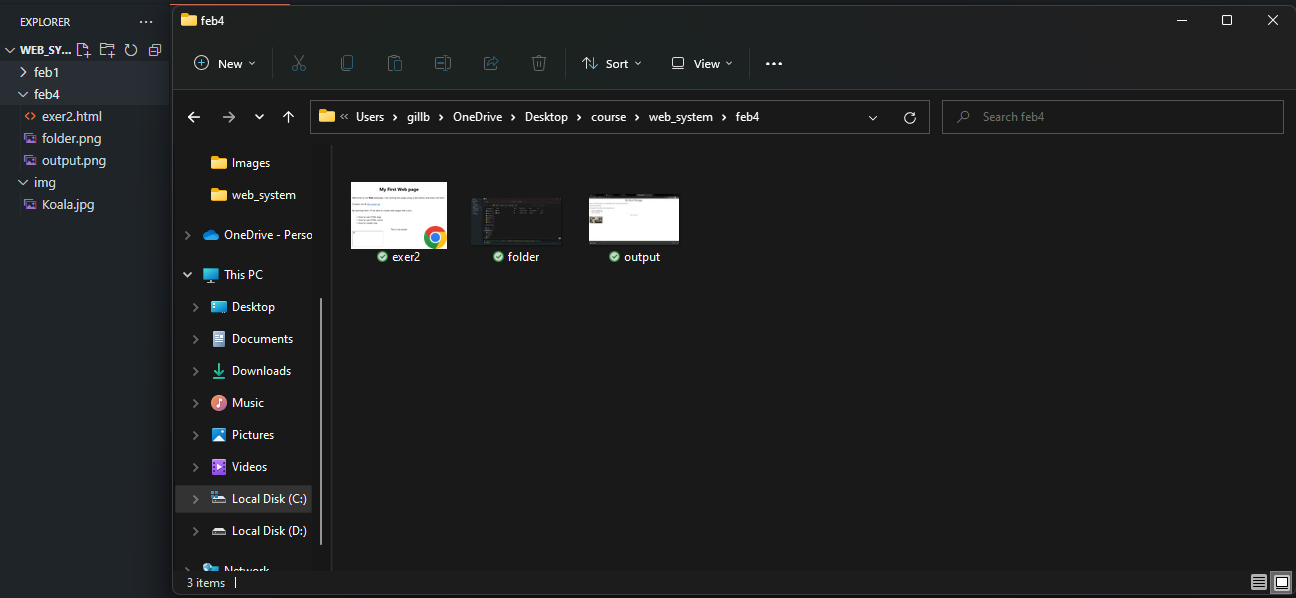 EXPLORER
WEB_SY...
feb1
feb4
exer2.html
folder.png
output.png
img
Koala.jpg
feb4
New
Sort
View
« Users > gillb > OneDrive > Desktop > course > web_system > feb4
Search feb4
Images
web_system
OneDrive - Perso
This PC
Desktop
Documents
Downloads
Music
Pictures
Videos
Local Disk (C:)
Local Disk (D:)
Network
My First Web page
exer2
folder
output
3 items